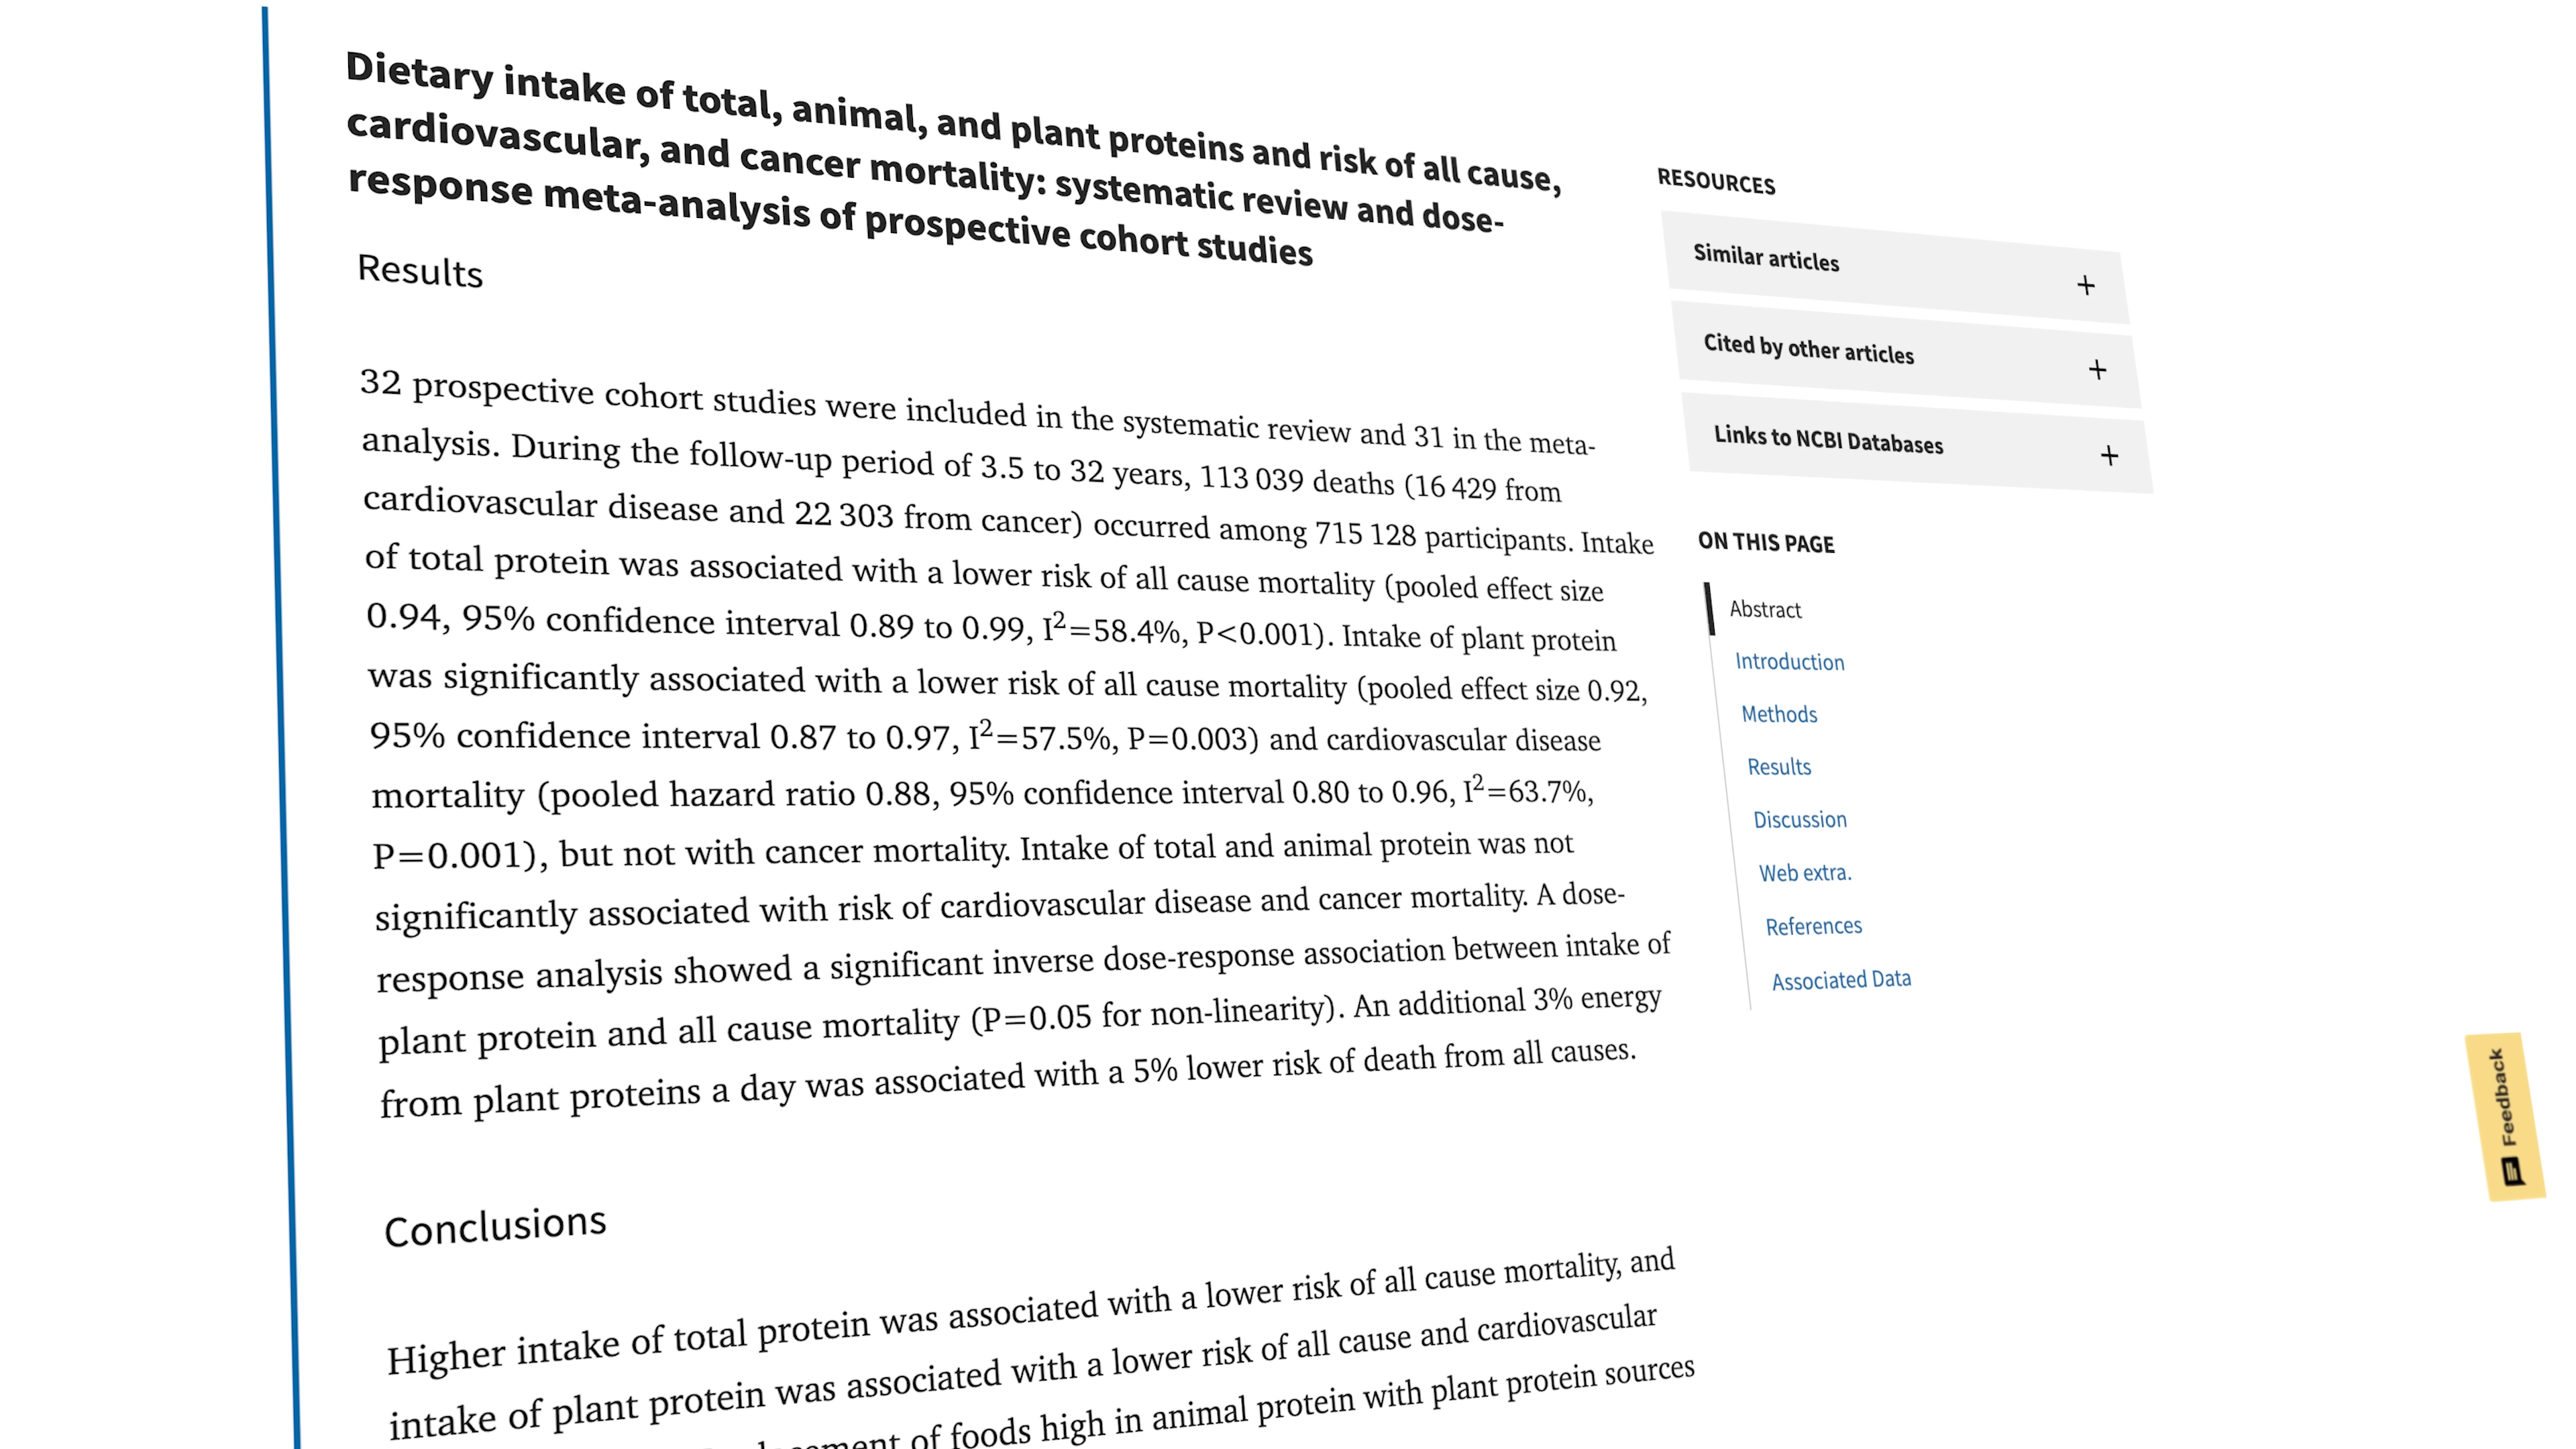 Dietary intake of total, animal, and plant proteins and risk of all cause,
cardiovascular, and cancer mortality: systematic review and dose-
response meta-analysis of prospective cohort studies
Results
32 prospective cohort studies were included in the systematic review and 31 in the meta-
analysis. During the follow-up period of 3.5 to 32 years, 113 039 deaths (16 429 from
cardiovascular disease and 22 303 from cancer) occurred among 715 128 participants. Intake
of total protein was associated with a lower risk of all cause mortality (pooled effect size
0.94, 95% confidence interval 0.89 to 0.99, I²=58.4%, P<0.001). Intake of plant protein
was significantly associated with a lower risk of all cause mortality (pooled effect size 0.92,
95% confidence interval 0.87 to 0.97, I²=57.5%, P=0.003) and cardiovascular disease
mortality (pooled hazard ratio 0.88, 95% confidence interval 0.80 to 0.96, I²=63.7%,
P=0.001), but not with cancer mortality. Intake of total and animal protein was not
significantly associated with risk of cardiovascular disease and cancer mortality. A dose-
response analysis showed a significant inverse dose-response association between intake of
plant protein and all cause mortality (P=0.05 for non-linearity). An additional 3% energy
from plant proteins a day was associated with a 5% lower risk of death from all causes.
Conclusions
Higher intake of total protein was associated with a lower risk of all cause mortality, and
intake of plant protein was associated with a lower risk of all cause and cardiovascular
of foods high in animal protein with plant protein sources
RESOURCES
Similar articles +
Cited by other articles +
Links to NCBI Databases +
ON THIS PAGE
Abstract
Introduction
Methods
Results
Discussion
Web extra.
References
Associated Data
Feedback